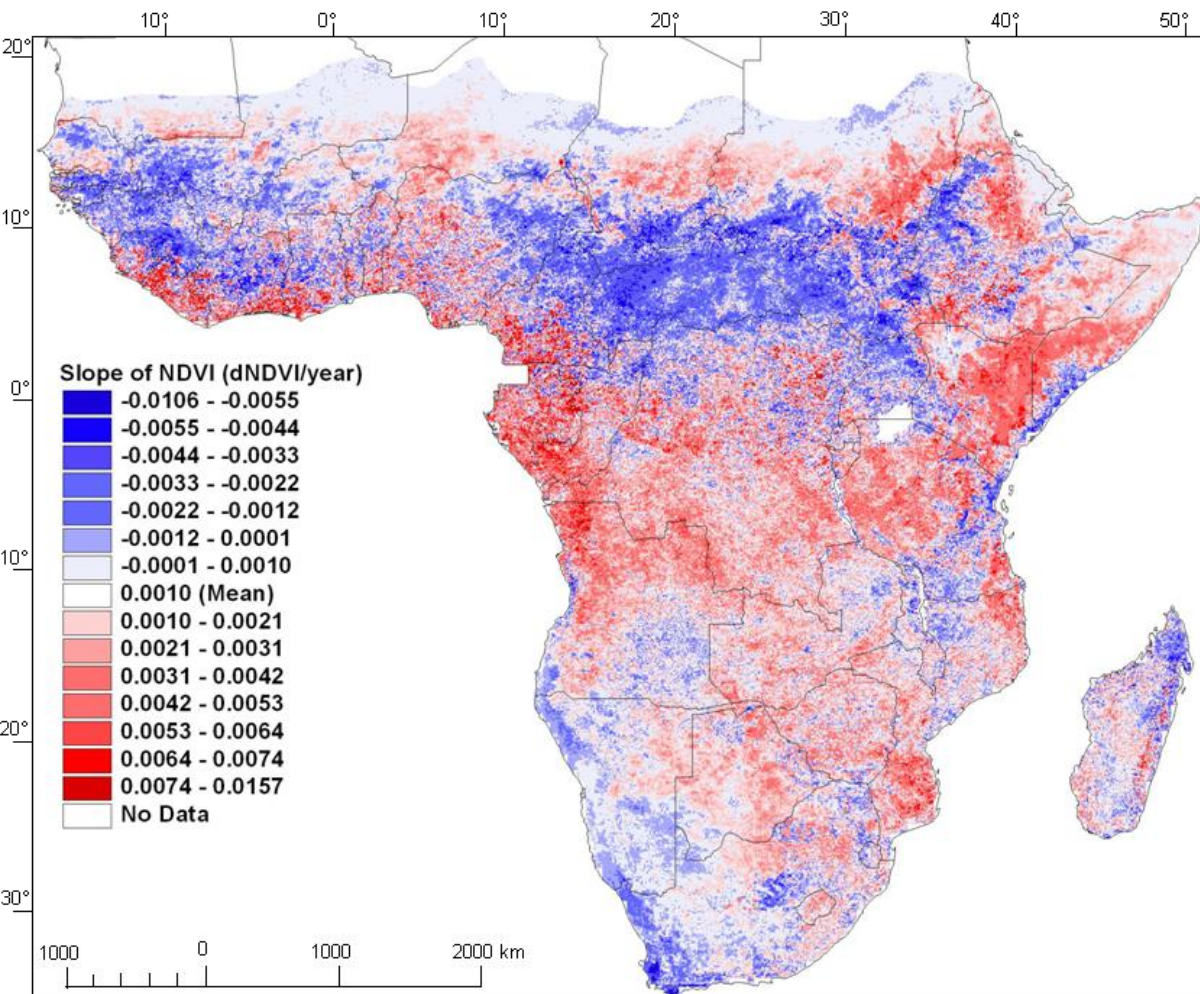 10° 0° 10° 20° 30° 40° 50°
20°
10°
0°
10°
20°
30°
Slope of NDVI (dNDVI/year)
-0.0106 - -0.0055
-0.0055 - -0.0044
-0.0044 - -0.0033
-0.0033 - -0.0022
-0.0022 - -0.0012
-0.0012 - 0.0001
-0.0001 - 0.0010
0.0010 (Mean)
0.0010 - 0.0021
0.0021 - 0.0031
0.0031 - 0.0042
0.0042 - 0.0053
0.0053 - 0.0064
0.0064 - 0.0074
0.0074 - 0.0157
No Data
1000 0 1000 2000 km